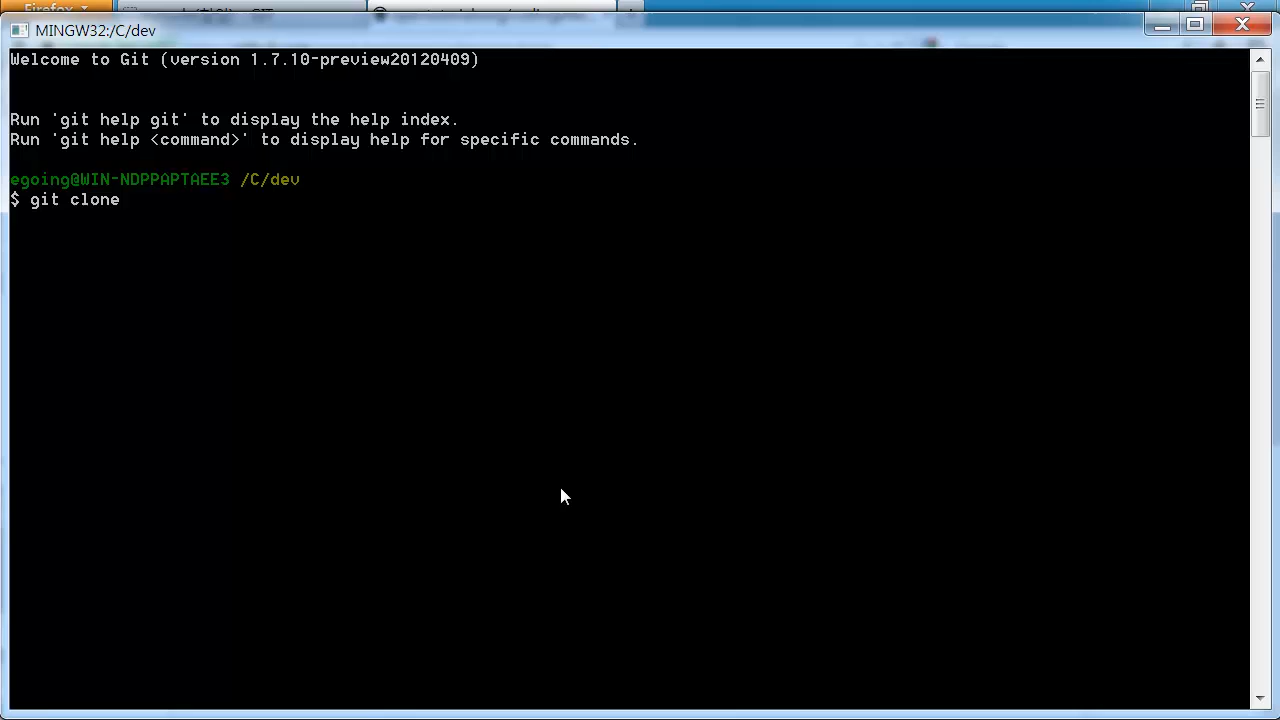 Firefox
MINGW32:/C/dev
Welcome to Git (version 1.7.10-preview20120409)
Run 'git help git' to display the help index.
Run 'git help <command>' to display help for specific commands.
egoing@WIN-NDPPAPTAEE3 /C/dev
$ git clone